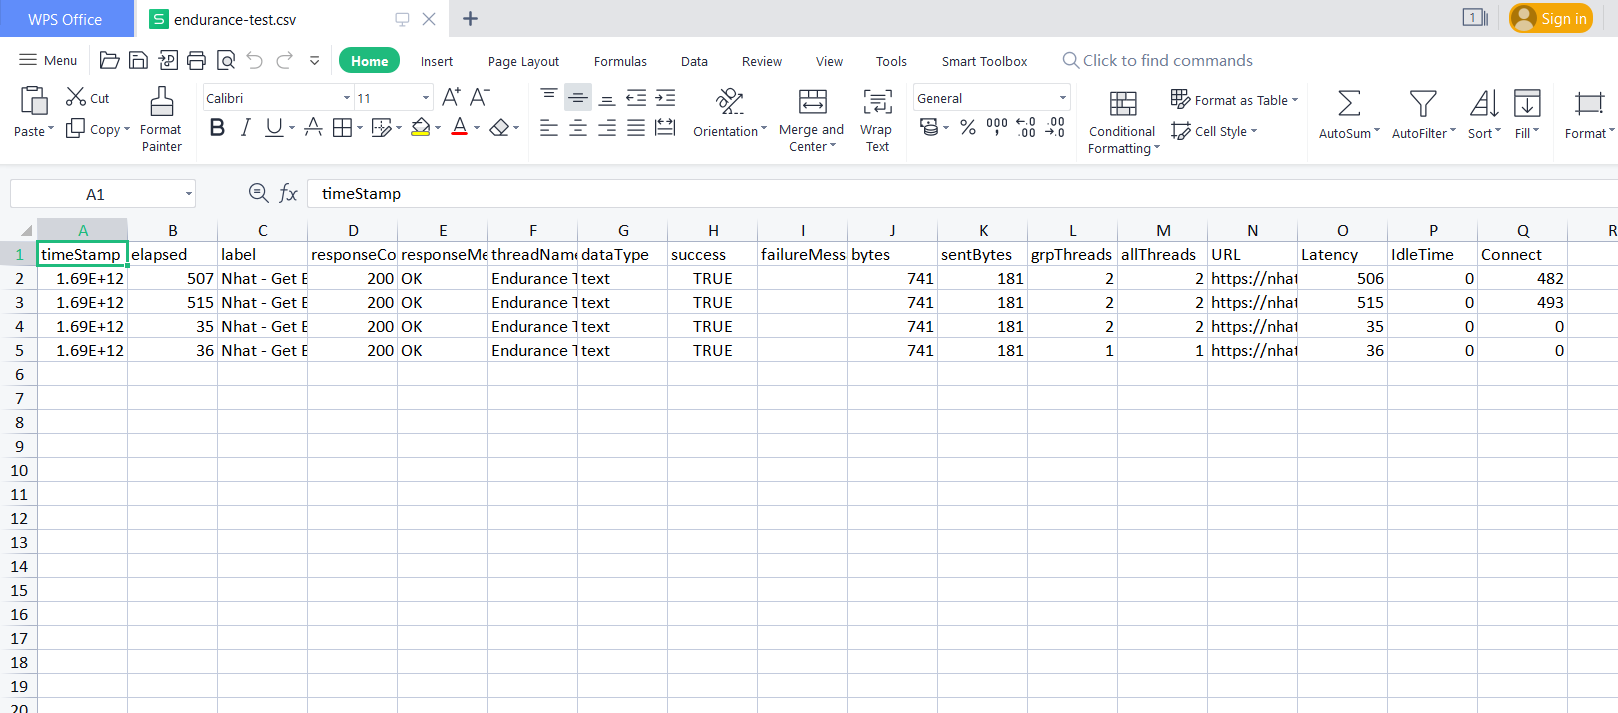 WPS Office
S endurance-test.csv
1
Sign in
Menu
Home Insert Page Layout Formulas Data Review View Tools Smart Toolbox Click to find commands
Paste
Cut
Copy
Format Painter
Calibri 11 A+ A-
B I U A A
Orientation
Merge and Center
Wrap Text
General
% 000 ←.0 .00 .00 →.0
Conditional Formatting
Format as Table
Cell Style
AutoSum AutoFilter Sort Fill Format
A1 fx timeStamp
A B C D E F G H I J K L M N O P Q R
1 timeStamp elapsed label responseCo responseMe threadName dataType success failureMess bytes sentBytes grpThreads allThreads URL Latency IdleTime Connect
2 1.69E+12 507 Nhat - Get E 200 OK Endurance T text TRUE 741 181 2 2 https://nhat 506 0 482
3 1.69E+12 515 Nhat - Get E 200 OK Endurance T text TRUE 741 181 2 2 https://nhat 515 0 493
4 1.69E+12 35 Nhat - Get E 200 OK Endurance T text TRUE 741 181 2 2 https://nhat 35 0 0
5 1.69E+12 36 Nhat - Get E 200 OK Endurance T text TRUE 741 181 1 1 https://nhat 36 0 0
6
7
8
9
10
11
12
13
14
15
16
17
18
19
20